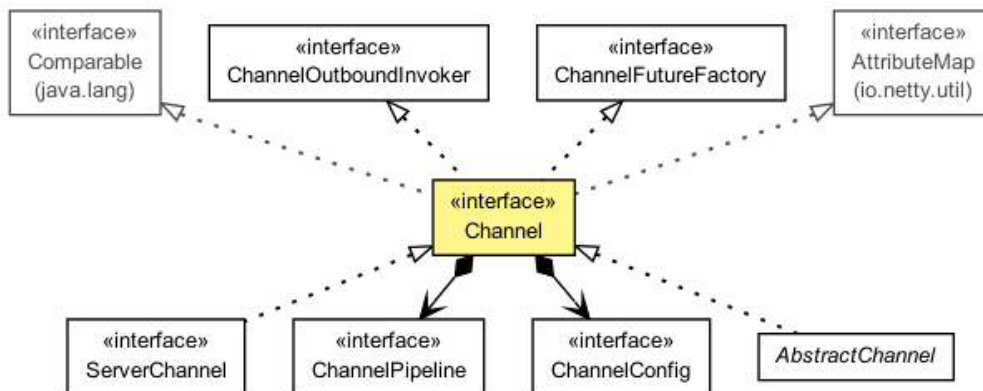 «interface»
Comparable
(java.lang)
«interface»
ChannelOutboundInvoker
«interface»
ChannelFutureFactory
«interface»
AttributeMap
(io.netty.util)
«interface»
Channel
«interface»
ServerChannel
«interface»
ChannelPipeline
«interface»
ChannelConfig
AbstractChannel